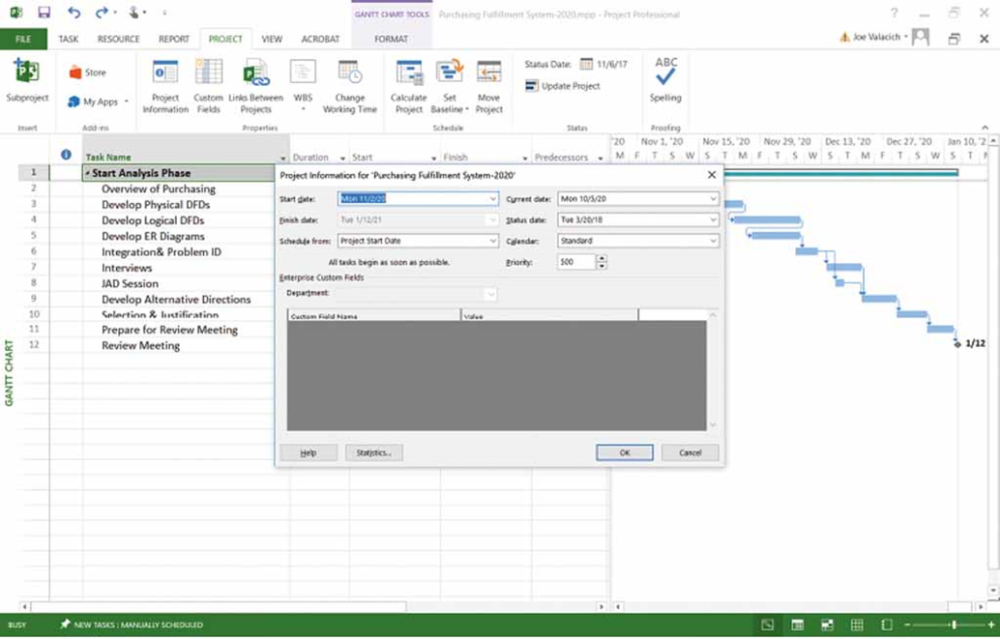 GANTT CHART TOOLS
Purchasing Fulfillment System-2020.mpp - Project Professional
?
FILE TASK RESOURCE REPORT PROJECT VIEW ACROBAT FORMAT
Joe Valacich
Subproject
Store
My Apps
Project Information
Custom Fields
Links Between Projects
WBS
Change Working Time
Calculate Project
Set Baseline
Move Project
Status Date: 11/6/17
Update Project
ABC
Spelling
Insert Add-ins Properties Schedule Status Proofing
'20 Nov 1, '20 Nov 15, '20 Nov 29, '20 Dec 13, '20 Dec 27, '20 Jan 10, '2
Task Name Duration Start Finish Predecessors
M F T S W S T M F T S W S T M F T S W S T M
1 Start Analysis Phase
2 Overview of Purchasing
3 Develop Physical DFDs
4 Develop Logical DFDs
5 Develop ER Diagrams
6 Integration& Problem ID
7 Interviews
8 JAD Session
9 Develop Alternative Directions
10 Selection & Justification
11 Prepare for Review Meeting
12 Review Meeting
1/12
GANTT CHART
Project Information for 'Purchasing Fulfillment System-2020'
Start date: Mon 11/2/20 Current date: Mon 10/5/20
Finish date: Tue 1/12/21 Status date: Tue 3/20/18
Schedule from: Project Start Date Calendar: Standard
All tasks begin as soon as possible. Priority: 500
Enterprise Custom Fields
Department:
Custom Field Name Value
Help Statistics... OK Cancel
BUSY NEW TASKS : MANUALLY SCHEDULED